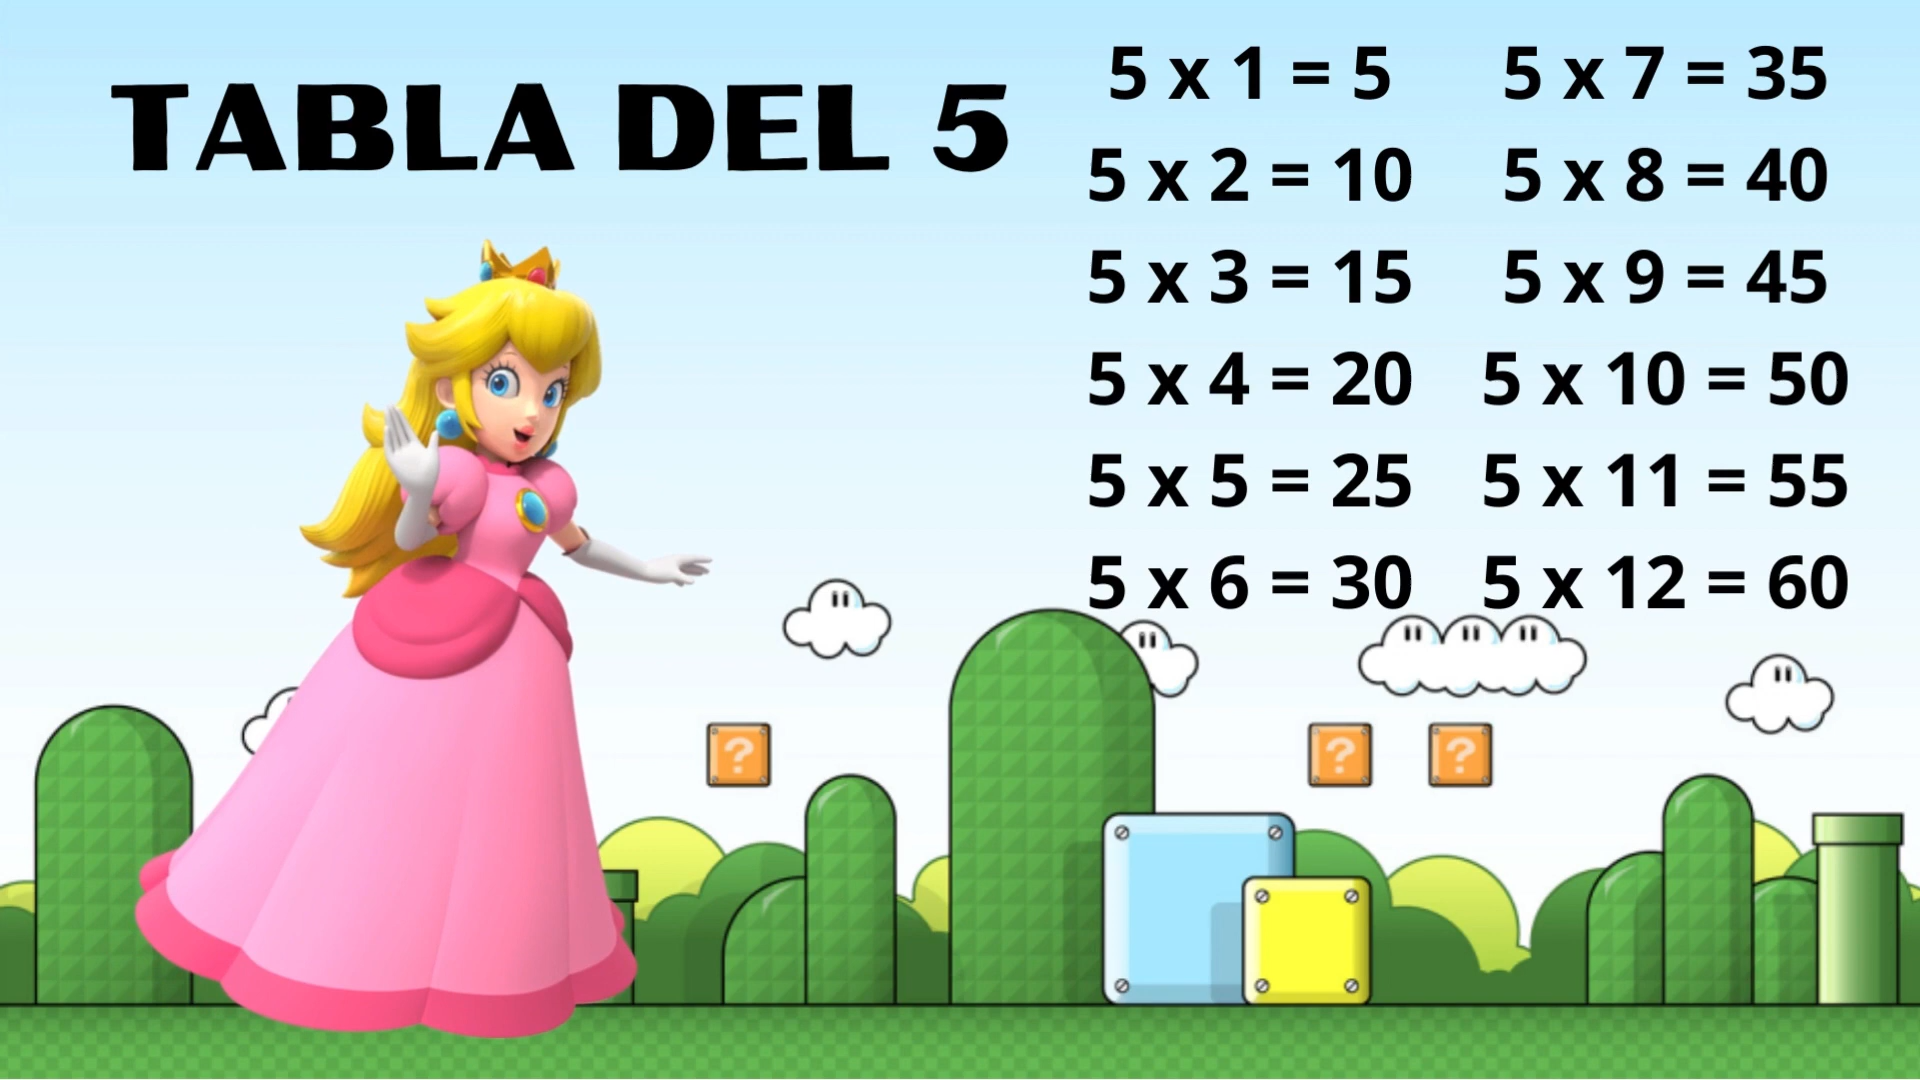 TABLA DEL 5
5 x 1 = 5
5 x 2 = 10
5 x 3 = 15
5 x 4 = 20
5 x 5 = 25
5 x 6 = 30
5 x 7 = 35
5 x 8 = 40
5 x 9 = 45
5 x 10 = 50
5 x 11 = 55
5 x 12 = 60
?
?
?